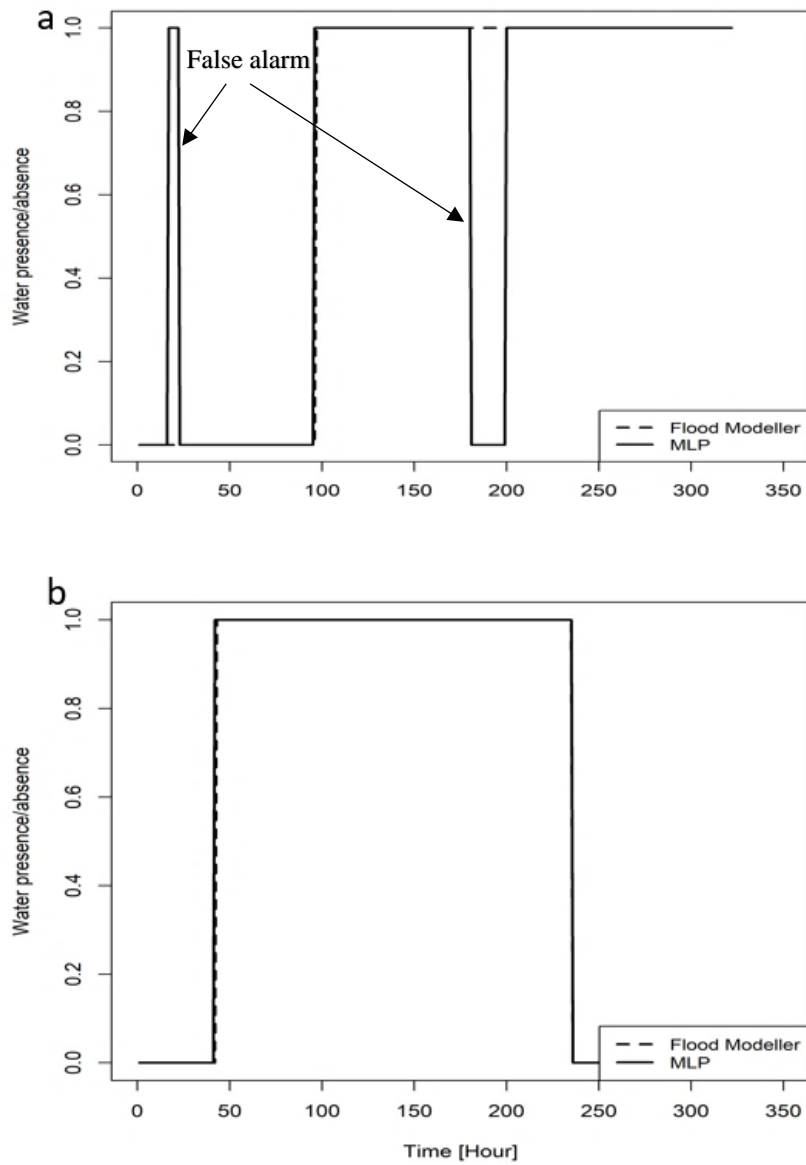 a
False alarm
Water presence/absence
1.0
0.8
0.6
0.4
0.2
0.0
Flood Modeller
MLP
0 50 100 150 200 250 300 350
b
Water presence/absence
1.0
0.8
0.6
0.4
0.2
0.0
Flood Modeller
MLP
0 50 100 150 200 250 300 350
Time [Hour]